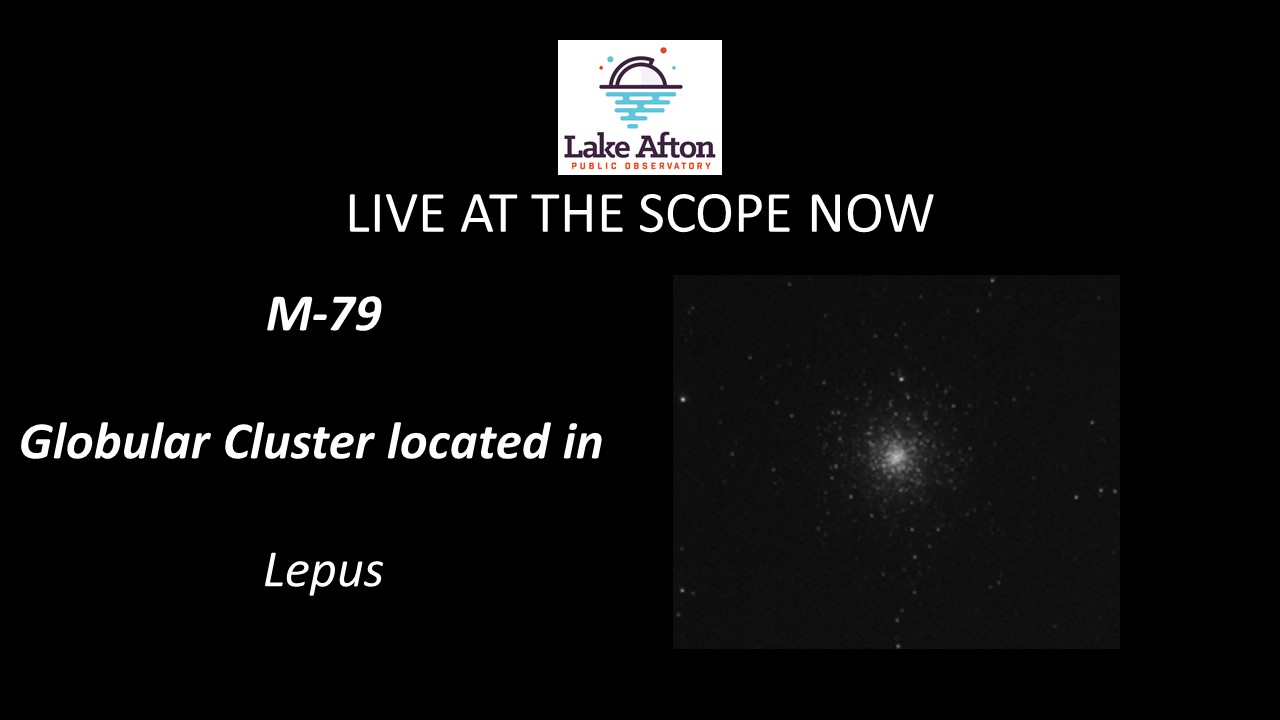 Lake Afton
PUBLIC OBSERVATORY
LIVE AT THE SCOPE NOW
M-79
Globular Cluster located in
Lepus